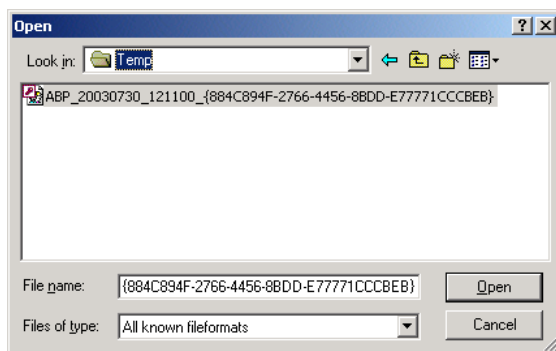 Open
Look in: Temp
ABP_20030730_121100_{884C894F-2766-4456-8BDD-E77771CCCBEB}
File name: {884C894F-2766-4456-8BDD-E77771CCCBEB} Open
Files of type: All known fileformats Cancel